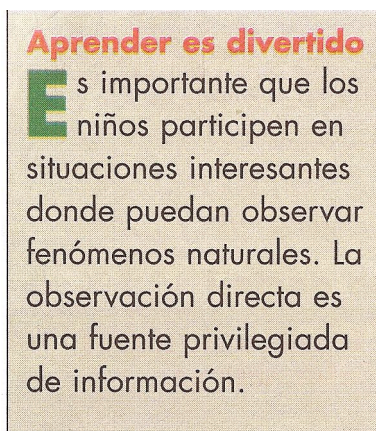 Aprender es divertido
Es importante que los
niños participen en
situaciones interesantes
donde puedan observar
fenómenos naturales. La
observación directa es
una fuente privilegiada
de información.